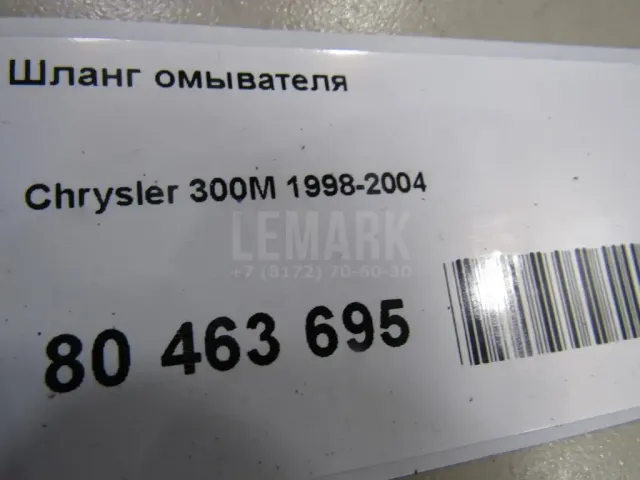 Шланг омывателя
Chrysler 300M 1998-2004
LEMARK
+7 (8172) 70-60-30
80 463 695